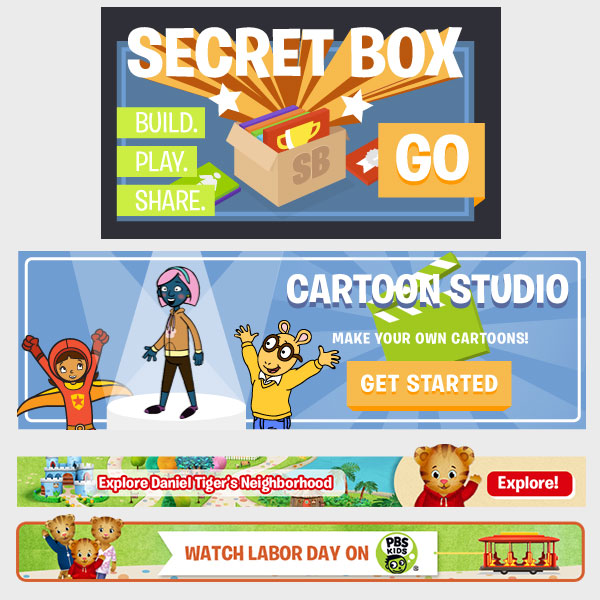 SECRET BOX
BUILD.
PLAY.
SHARE.
SB
GO
CARTOON STUDIO
MAKE YOUR OWN CARTOONS!
GET STARTED
Explore Daniel Tiger's Neighborhood
Explore!
WATCH LABOR DAY ON
PBS
KIDS
®